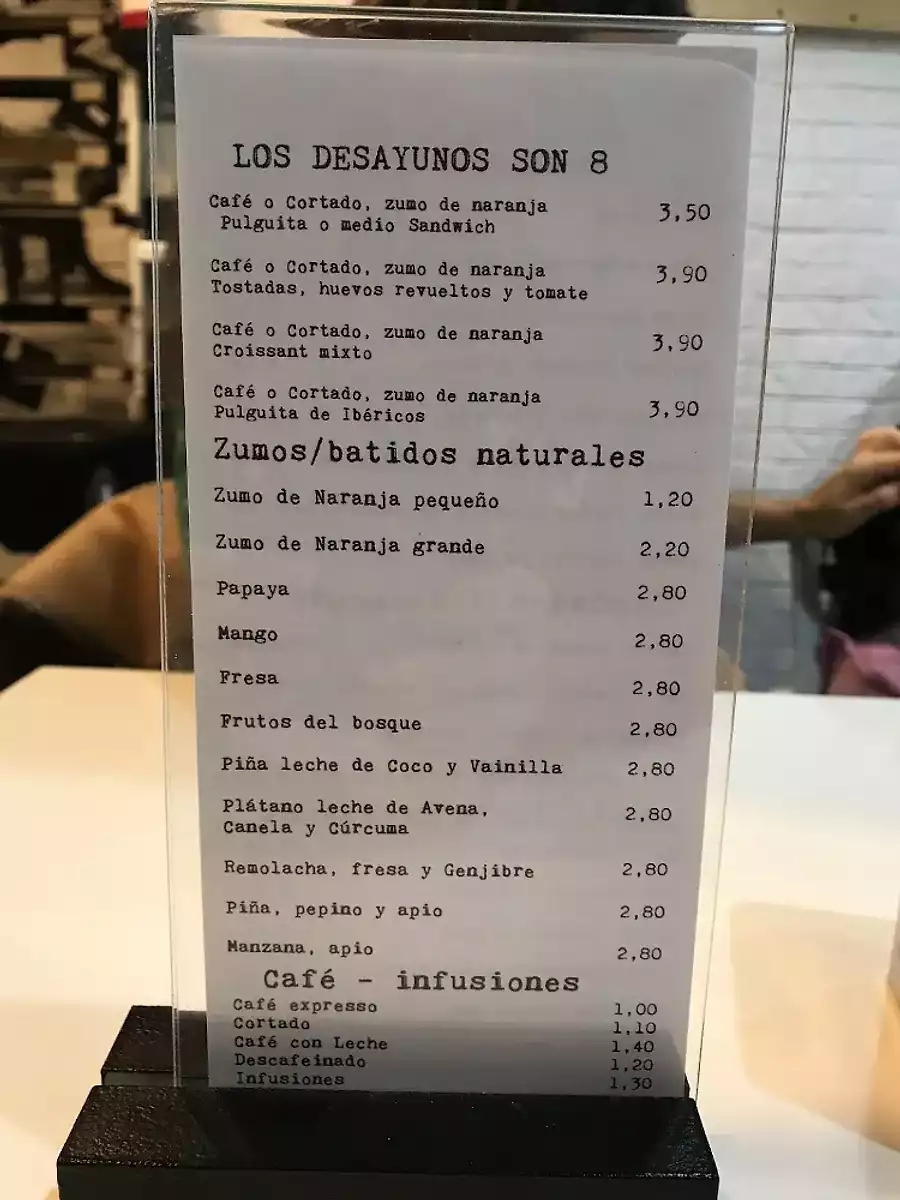 LOS DESAYUNOS SON 8
Café o Cortado, zumo de naranja
Pulguita o medio Sandwich 3,50
Café o Cortado, zumo de naranja
Tostadas, huevos revueltos y tomate 3,90
Café o Cortado, zumo de naranja
Croissant mixto 3,90
Café o Cortado, zumo de naranja
Pulguita de Ibéricos 3,90
Zumos/batidos naturales
Zumo de Naranja pequeño 1,20
Zumo de Naranja grande 2,20
Papaya 2,80
Mango 2,80
Fresa 2,80
Frutos del bosque 2,80
Piña leche de Coco y Vainilla 2,80
Plátano leche de Avena,
Canela y Cúrcuma 2,80
Remolacha, fresa y Genjibre 2,80
Piña, pepino y apio 2,80
Manzana, apio 2,80
Café - infusiones
Café expresso 1,00
Cortado 1,10
Café con Leche 1,40
Descafeinado 1,20
Infusiones 1,30